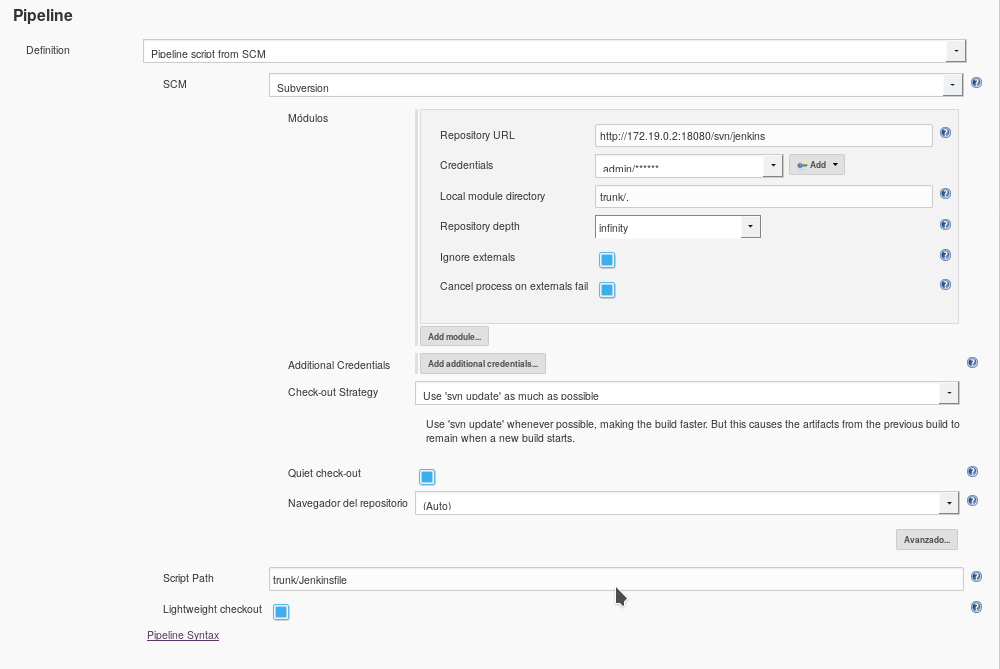 Pipeline
Definition
Pipeline script from SCM
SCM
Subversion
Módulos
Repository URL
http://172.19.0.2:18080/svn/jenkins
Credentials
admin/******
Add
Local module directory
trunk/.
Repository depth
infinity
Ignore externals
Cancel process on externals fail
Add module...
Additional Credentials
Add additional credentials...
Check-out Strategy
Use 'svn update' as much as possible
Use 'svn update' whenever possible, making the build faster. But this causes the artifacts from the previous build to
remain when a new build starts.
Quiet check-out
Navegador del repositorio
(Auto)
Avanzado...
Script Path
trunk/Jenkinsfile
Lightweight checkout
Pipeline Syntax